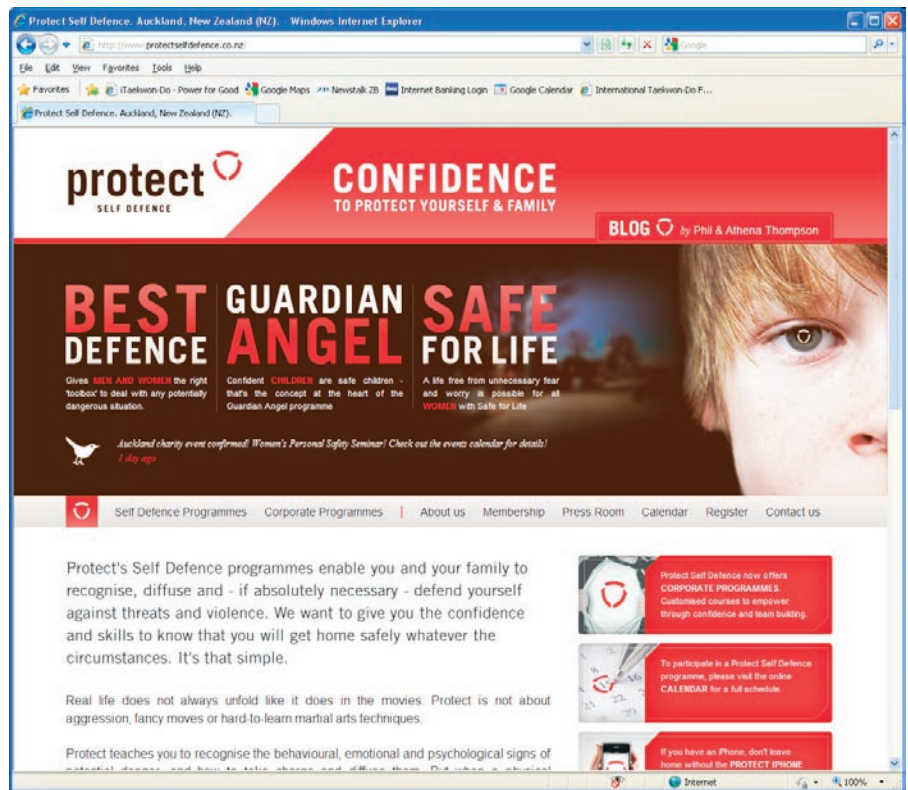 Protect Self Defence. Auckland, New Zealand (NZ). - Windows Internet Explorer
http://www.protectselfdefence.co.nz/
Google
File Edit View Favorites Tools Help
Favorites iTaekwon-Do - Power for Good Google Maps Newstalk ZB Internet Banking Login Google Calendar International Taekwon-Do F...
Protect Self Defence. Auckland, New Zealand (NZ).
protect
SELF DEFENCE
CONFIDENCE
TO PROTECT YOURSELF & FAMILY
BLOG by Phil & Athena Thompson
BEST
DEFENCE
Gives MEN AND WOMEN the right
'toolbox' to deal with any potentially
dangerous situation.
GUARDIAN
ANGEL
Confident CHILDREN are safe children -
that's the concept at the heart of the
Guardian Angel programme
SAFE
FOR LIFE
A life free from unnecessary fear
and worry is possible for all
WOMEN with Safe for Life
Auckland charity event confirmed! Women's Personal Safety Seminar! Check out the events calendar for details!
1 day ago
Self Defence Programmes Corporate Programmes | About us Membership Press Room Calendar Register Contact us
Protect's Self Defence programmes enable you and your family to
recognise, diffuse and - if absolutely necessary - defend yourself
against threats and violence. We want to give you the confidence
and skills to know that you will get home safely whatever the
circumstances. It's that simple.
Real life does not always unfold like it does in the movies. Protect is not about
aggression, fancy moves or hard-to-learn martial arts techniques.
Protect teaches you to recognise the behavioural, emotional and psychological signs of
potential danger, and how to take charge and diffuse them. But when a physical
Protect Self Defence now offers
CORPORATE PROGRAMMES.
Customised courses to empower
through confidence and team building.
To participate in a Protect Self Defence
programme, please visit the online
CALENDAR for a full schedule.
If you have an iPhone, don't leave
home without the PROTECT IPHONE
Internet 100%